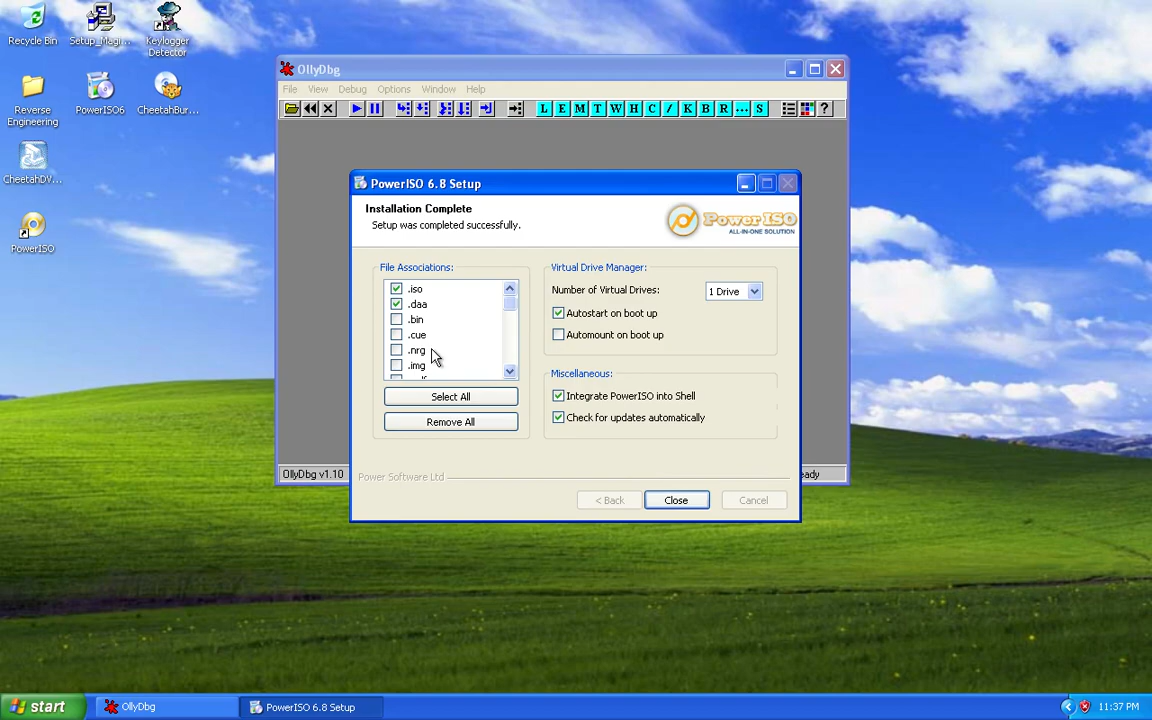 Recycle Bin
Setup_Magi...
Keylogger
Detector
Reverse
Engineering
PowerISO6
CheetahBur...
CheetahDV...
PowerISO
OllyDbg
File View Debug Options Window Help
L E M T W H C / K B R ... S ?
PowerISO 6.8 Setup
Installation Complete
Setup was completed successfully.
Power ISO
ALL-IN-ONE SOLUTION
File Associations:
.iso
.daa
.bin
.cue
.nrg
.img
Select All
Remove All
Virtual Drive Manager:
Number of Virtual Drives: 1 Drive
Autostart on boot up
Automount on boot up
Miscellaneous:
Integrate PowerISO into Shell
Check for updates automatically
Power Software Ltd
< Back Close Cancel
OllyDbg v1.10
eady
start
OllyDbg
PowerISO 6.8 Setup
11:37 PM